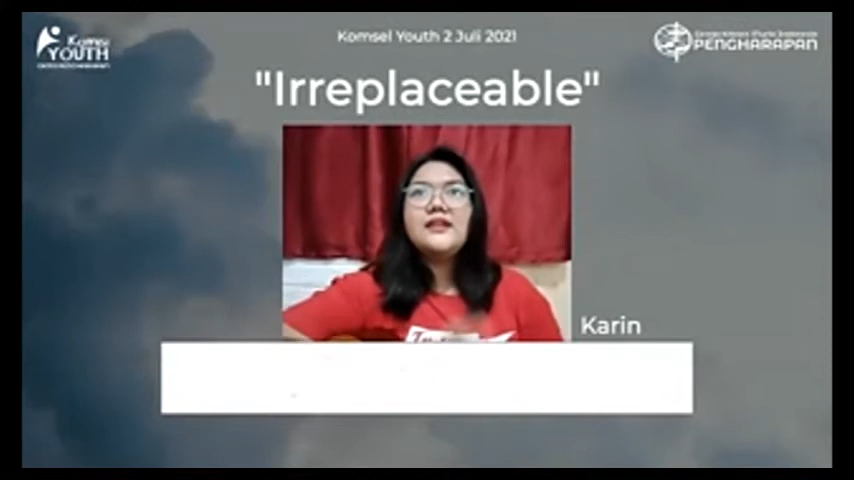 Komsel
YOUTH
Komsel Youth 2 Juli 2021
PENGHARAPAN
"Irreplaceable"
Karin